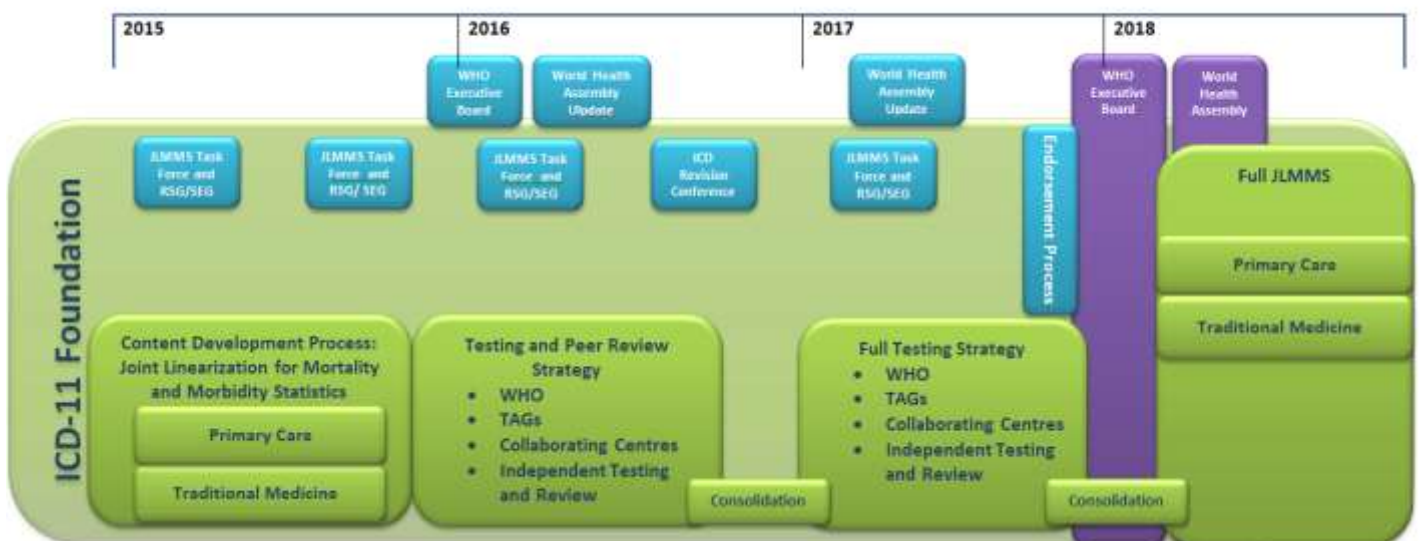 2015
2016
2017
2018
WHO
Executive
Board
World Health
Assembly
Update
World Health
Assembly
Update
WHO
Executive
Board
World
Health
Assembly
JLMMS Task
Force and
RSG/SEG
JLMMS Task
Force and
RSG/ SEG
JLMMS Task
Force and
RSG/SEG
ICD
Revision
Conference
JLMMS Task
Force and
RSG/SEG
Endorsement Process
Full JLMMS
Primary Care
Traditional Medicine
ICD-11 Foundation
Content Development Process:
Joint Linearization for Mortality
and Morbidity Statistics
Primary Care
Traditional Medicine
Testing and Peer Review
Strategy
• WHO
• TAGs
• Collaborating Centres
• Independent Testing
and Review
Consolidation
Full Testing Strategy
• WHO
• TAGs
• Collaborating Centres
• Independent Testing
and Review
Consolidation